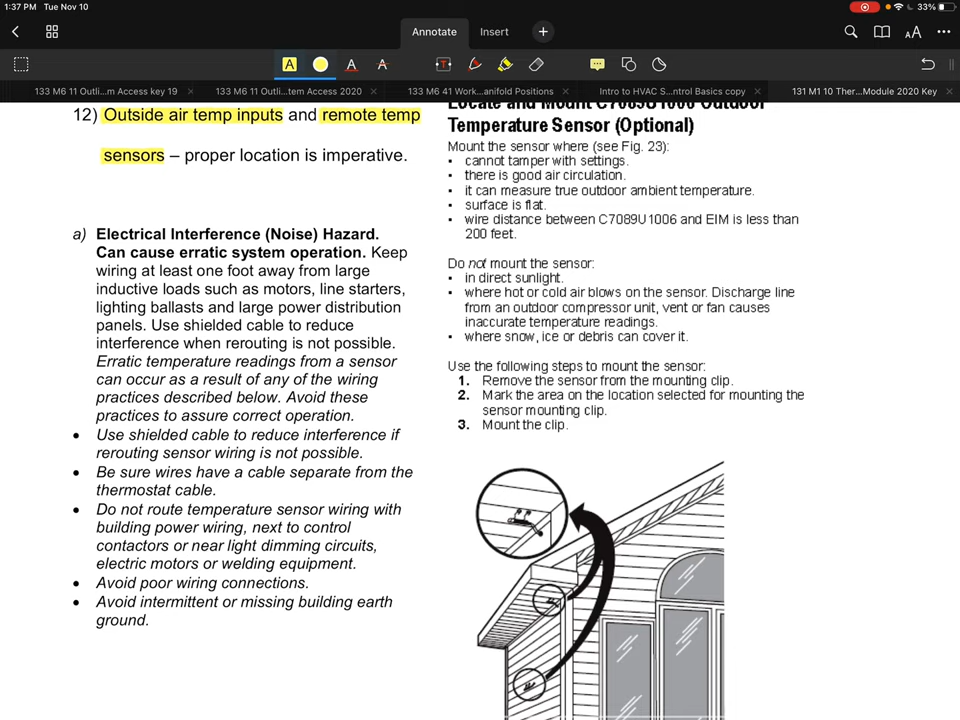 1:37 PM Tue Nov 10
33%
Annotate
Insert
AA
A
A
A
T
133 M6 11 Outli...m Access key 19
133 M6 11 Outli...tem Access 2020
133 M6 41 Work...anifold Positions
Intro to HVAC S...ntrol Basics copy
131 M1 10 Ther...Module 2020 Key
12) Outside air temp inputs and remote temp
sensors – proper location is imperative.
a) Electrical Interference (Noise) Hazard.
Can cause erratic system operation. Keep
wiring at least one foot away from large
inductive loads such as motors, line starters,
lighting ballasts and large power distribution
panels. Use shielded cable to reduce
interference when rerouting is not possible.
Erratic temperature readings from a sensor
can occur as a result of any of the wiring
practices described below. Avoid these
practices to assure correct operation.
• Use shielded cable to reduce interference if
rerouting sensor wiring is not possible.
• Be sure wires have a cable separate from the
thermostat cable.
• Do not route temperature sensor wiring with
building power wiring, next to control
contactors or near light dimming circuits,
electric motors or welding equipment.
• Avoid poor wiring connections.
• Avoid intermittent or missing building earth
ground.
Locate and Mount C7089U1006 Outdoor
Temperature Sensor (Optional)
Mount the sensor where (see Fig. 23):
• cannot tamper with settings.
• there is good air circulation.
• it can measure true outdoor ambient temperature.
• surface is flat.
• wire distance between C7089U1006 and EIM is less than
200 feet.
Do not mount the sensor:
• in direct sunlight.
• where hot or cold air blows on the sensor. Discharge line
from an outdoor compressor unit, vent or fan causes
inaccurate temperature readings.
• where snow, ice or debris can cover it.
Use the following steps to mount the sensor:
1. Remove the sensor from the mounting clip.
2. Mark the area on the location selected for mounting the
sensor mounting clip.
3. Mount the clip.